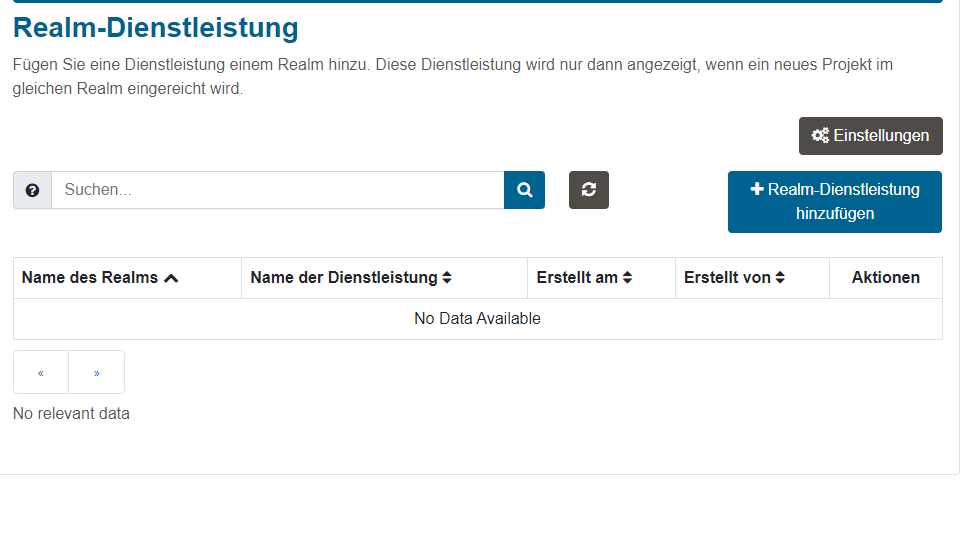 Realm-Dienstleistung
Fügen Sie eine Dienstleistung einem Realm hinzu. Diese Dienstleistung wird nur dann angezeigt, wenn ein neues Projekt im
gleichen Realm eingereicht wird.
Einstellungen
Suchen...
Realm-Dienstleistung
hinzufügen
Name des Realms Name der Dienstleistung Erstellt am Erstellt von Aktionen
No Data Available
« »
No relevant data